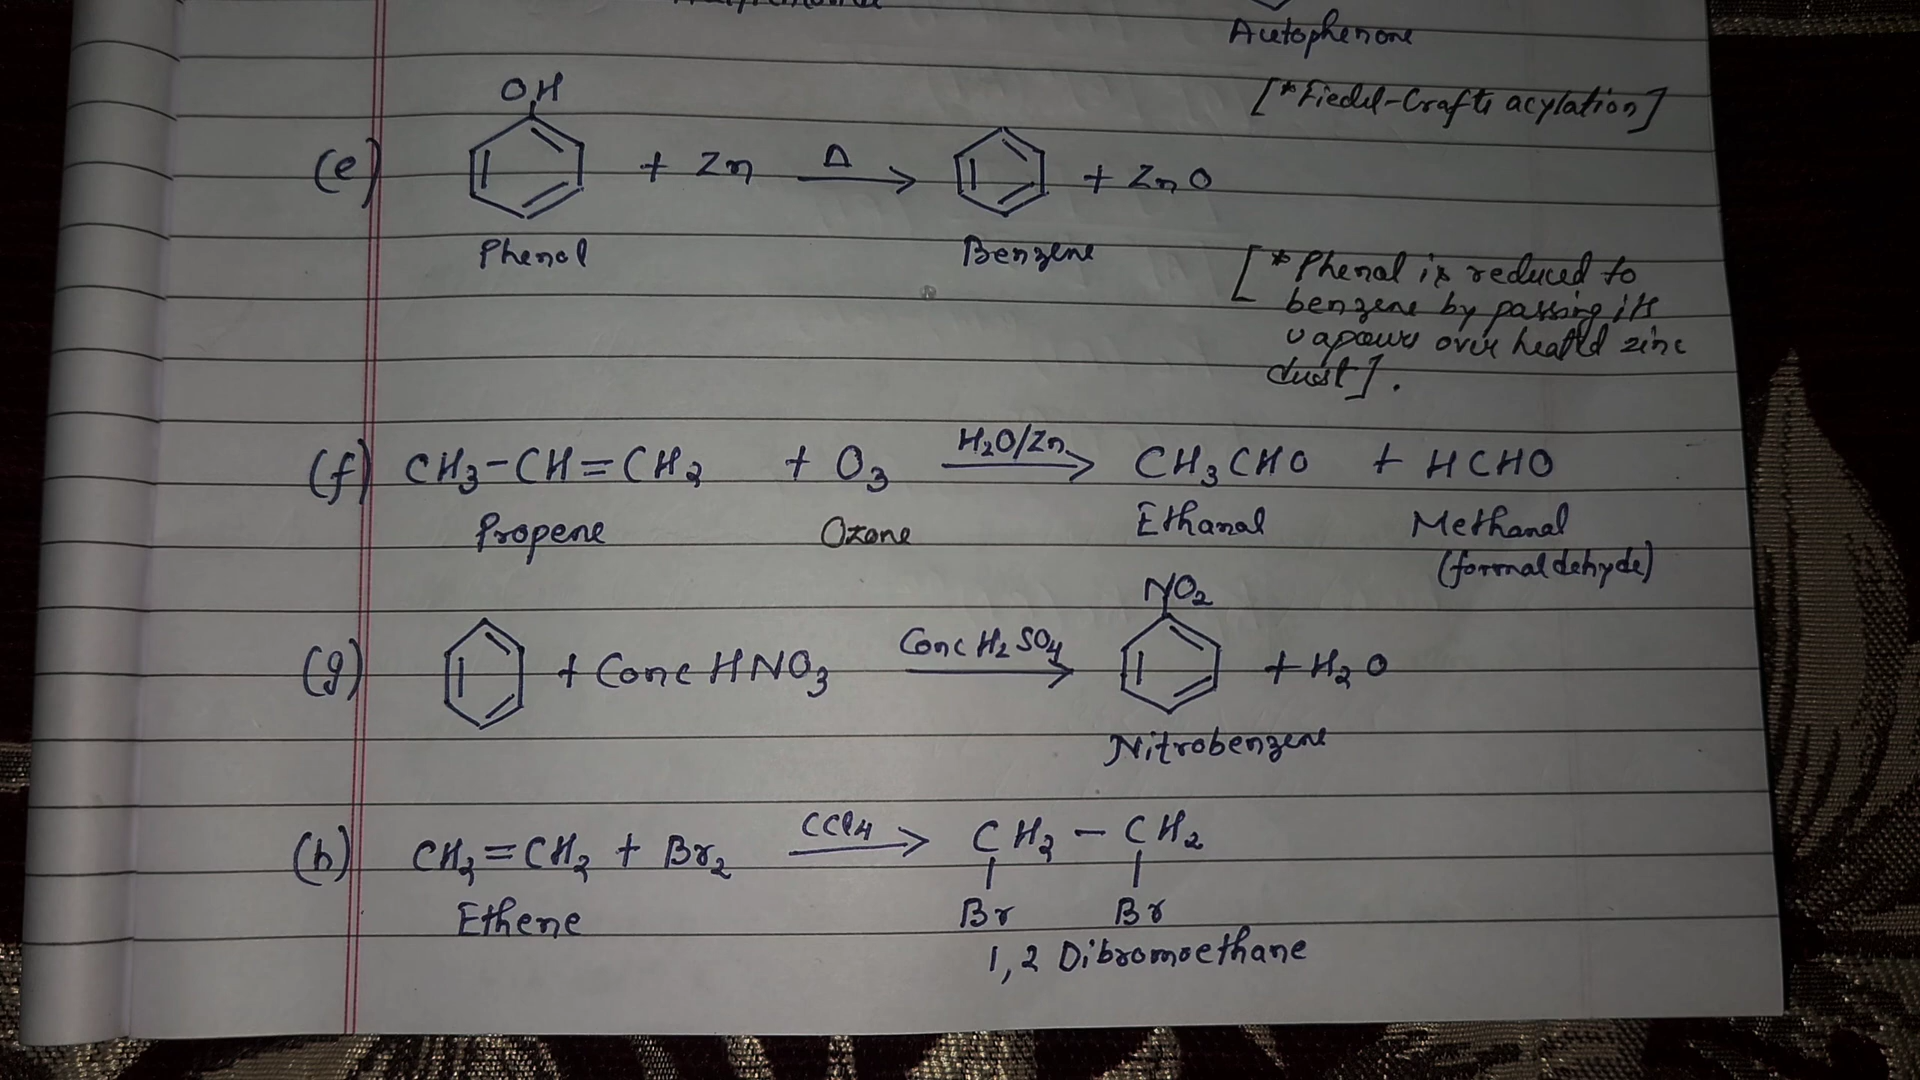 Acetophenone
[*Fiedel-Crafts acylation]
OH
(e) + Zn Δ → + ZnO
Phenol Benzene
[*Phenol is reduced to
benzene by passing its
vapours over heated zinc
dust].
(f) CH₃-CH=CH₂ + O₃ H₂O/Zn → CH₃CHO + HCHO
Propene Ozone Ethanal Methanal
(formaldehyde)
NO₂
(g) + Conc HNO₃ Conc H₂SO₄ → + H₂O
Nitrobenzene
(h) CH₂=CH₂ + Br₂ CCl₄ → CH₂-CH₂
Ethene Br Br
1,2 Dibromoethane